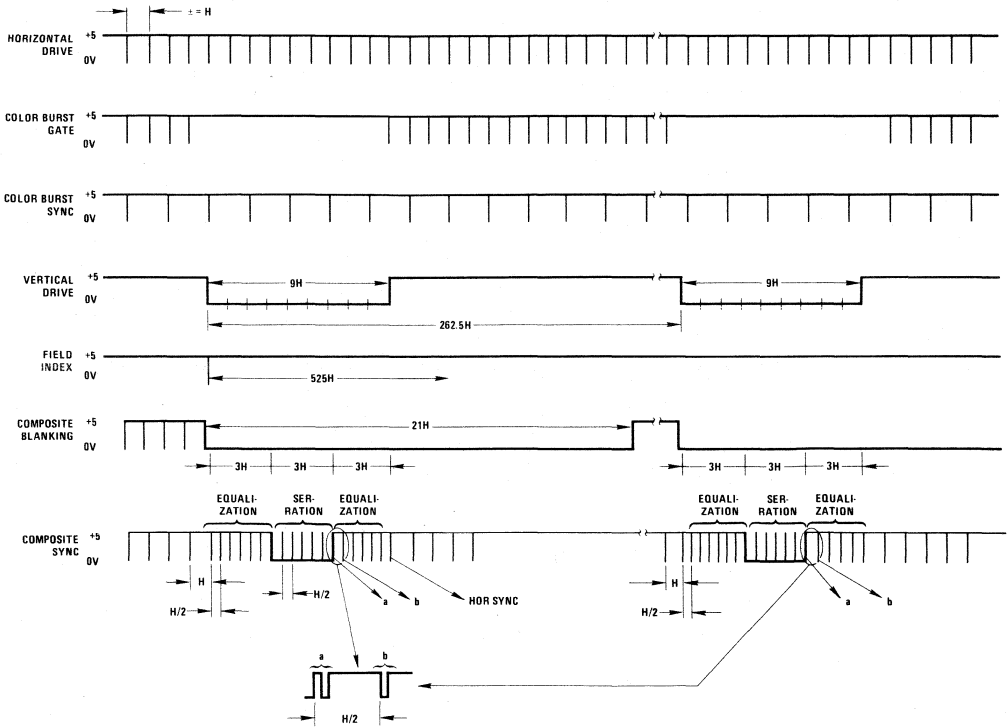 ± = H
HORIZONTAL
DRIVE
+5
0V
COLOR BURST
GATE
+5
0V
COLOR BURST
SYNC
+5
0V
VERTICAL
DRIVE
+5
0V
9H
9H
262.5H
FIELD
INDEX
+5
0V
525H
COMPOSITE
BLANKING
+5
0V
21H
3H 3H 3H
3H 3H 3H
EQUALI-
ZATION
SER-
RATION
EQUALI-
ZATION
EQUALI-
ZATION
SER-
RATION
EQUALI-
ZATION
COMPOSITE
SYNC
+5
0V
H
H/2
H/2
a
b
HOR SYNC
H
H/2
a
b
a
b
H/2